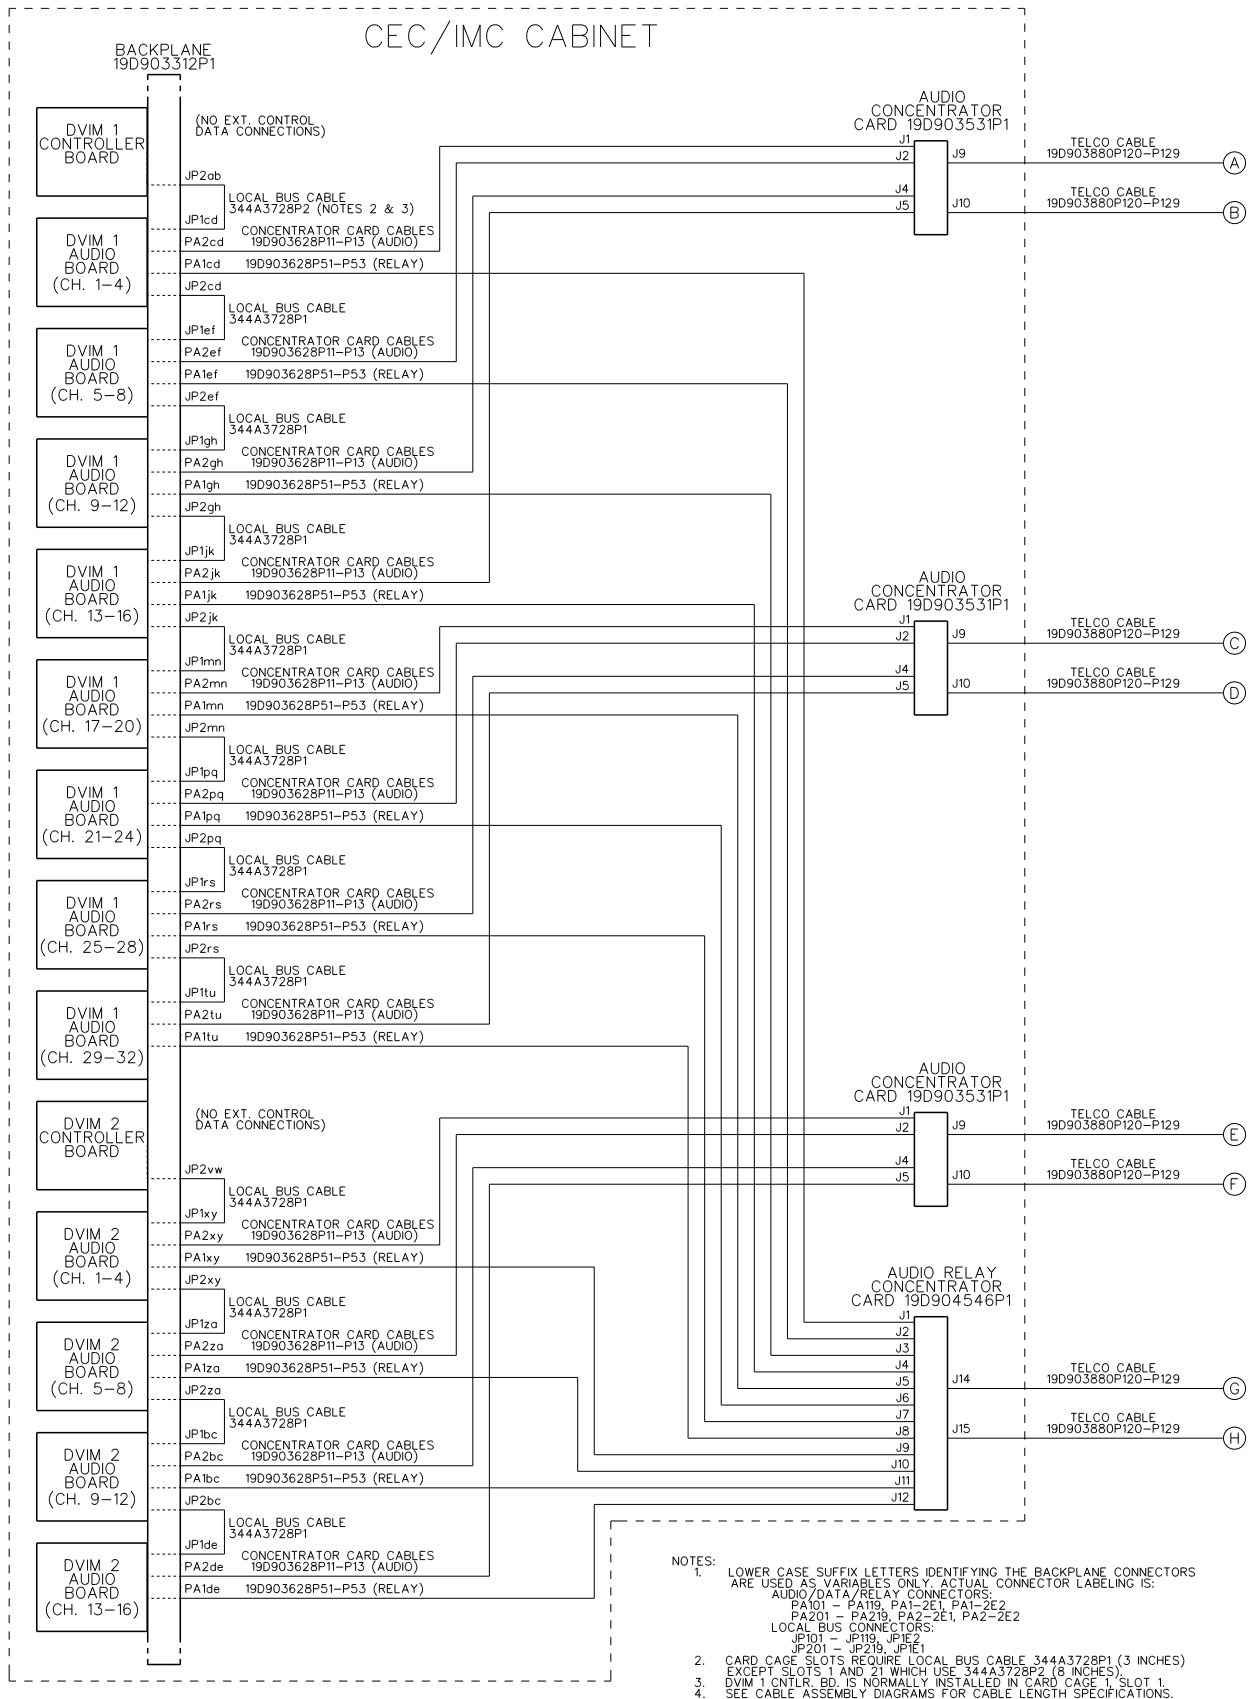 CEC/IMC CABINET
BACKPLANE
19D903312P1
DVIM 1
CONTROLLER
BOARD
(NO EXT. CONTROL
DATA CONNECTIONS)
JP2ab
LOCAL BUS CABLE
344A3728P2 (NOTES 2 & 3)
JP1cd
DVIM 1
AUDIO
BOARD
(CH. 1–4)
CONCENTRATOR CARD CABLES
PA2cd 19D903628P11–P13 (AUDIO)
PA1cd 19D903628P51–P53 (RELAY)
JP2cd
LOCAL BUS CABLE
344A3728P1
JP1ef
DVIM 1
AUDIO
BOARD
(CH. 5–8)
CONCENTRATOR CARD CABLES
PA2ef 19D903628P11–P13 (AUDIO)
PA1ef 19D903628P51–P53 (RELAY)
JP2ef
LOCAL BUS CABLE
344A3728P1
JP1gh
DVIM 1
AUDIO
BOARD
(CH. 9–12)
CONCENTRATOR CARD CABLES
PA2gh 19D903628P11–P13 (AUDIO)
PA1gh 19D903628P51–P53 (RELAY)
JP2gh
LOCAL BUS CABLE
344A3728P1
JP1jk
DVIM 1
AUDIO
BOARD
(CH. 13–16)
CONCENTRATOR CARD CABLES
PA2jk 19D903628P11–P13 (AUDIO)
PA1jk 19D903628P51–P53 (RELAY)
JP2jk
LOCAL BUS CABLE
344A3728P1
JP1mn
DVIM 1
AUDIO
BOARD
(CH. 17–20)
CONCENTRATOR CARD CABLES
PA2mn 19D903628P11–P13 (AUDIO)
PA1mn 19D903628P51–P53 (RELAY)
JP2mn
LOCAL BUS CABLE
344A3728P1
JP1pq
DVIM 1
AUDIO
BOARD
(CH. 21–24)
CONCENTRATOR CARD CABLES
PA2pq 19D903628P11–P13 (AUDIO)
PA1pq 19D903628P51–P53 (RELAY)
JP2pq
LOCAL BUS CABLE
344A3728P1
JP1rs
DVIM 1
AUDIO
BOARD
(CH. 25–28)
CONCENTRATOR CARD CABLES
PA2rs 19D903628P11–P13 (AUDIO)
PA1rs 19D903628P51–P53 (RELAY)
JP2rs
LOCAL BUS CABLE
344A3728P1
JP1tu
DVIM 1
AUDIO
BOARD
(CH. 29–32)
CONCENTRATOR CARD CABLES
PA2tu 19D903628P11–P13 (AUDIO)
PA1tu 19D903628P51–P53 (RELAY)
DVIM 2
CONTROLLER
BOARD
(NO EXT. CONTROL
DATA CONNECTIONS)
JP2vw
LOCAL BUS CABLE
344A3728P1
JP1xy
DVIM 2
AUDIO
BOARD
(CH. 1–4)
CONCENTRATOR CARD CABLES
PA2xy 19D903628P11–P13 (AUDIO)
PA1xy 19D903628P51–P53 (RELAY)
JP2xy
LOCAL BUS CABLE
344A3728P1
JP1za
DVIM 2
AUDIO
BOARD
(CH. 5–8)
CONCENTRATOR CARD CABLES
PA2za 19D903628P11–P13 (AUDIO)
PA1za 19D903628P51–P53 (RELAY)
JP2za
LOCAL BUS CABLE
344A3728P1
JP1bc
DVIM 2
AUDIO
BOARD
(CH. 9–12)
CONCENTRATOR CARD CABLES
PA2bc 19D903628P11–P13 (AUDIO)
PA1bc 19D903628P51–P53 (RELAY)
JP2bc
LOCAL BUS CABLE
344A3728P1
JP1de
DVIM 2
AUDIO
BOARD
(CH. 13–16)
CONCENTRATOR CARD CABLES
PA2de 19D903628P11–P13 (AUDIO)
PA1de 19D903628P51–P53 (RELAY)
AUDIO
CONCENTRATOR
CARD 19D903531P1
J1
J2
J4
J5
J9
TELCO CABLE
19D903880P120–P129
A
J10
TELCO CABLE
19D903880P120–P129
B
AUDIO
CONCENTRATOR
CARD 19D903531P1
J1
J2
J4
J5
J9
TELCO CABLE
19D903880P120–P129
C
J10
TELCO CABLE
19D903880P120–P129
D
AUDIO
CONCENTRATOR
CARD 19D903531P1
J1
J2
J4
J5
J9
TELCO CABLE
19D903880P120–P129
E
J10
TELCO CABLE
19D903880P120–P129
F
AUDIO RELAY
CONCENTRATOR
CARD 19D904546P1
J1
J2
J3
J4
J5
J6
J7
J8
J9
J10
J11
J12
J14
TELCO CABLE
19D903880P120–P129
G
J15
TELCO CABLE
19D903880P120–P129
H
NOTES:
1. LOWER CASE SUFFIX LETTERS IDENTIFYING THE BACKPLANE CONNECTORS
ARE USED AS VARIABLES ONLY. ACTUAL CONNECTOR LABELING IS:
AUDIO/DATA/RELAY CONNECTORS:
PA101 – PA119, PA1–2E1, PA1–2E2
PA201 – PA219, PA2–2E1, PA2–2E2
LOCAL BUS CONNECTORS:
JP101 – JP119, JP1E2
JP201 – JP219, JP1E1
2. CARD CAGE SLOTS REQUIRE LOCAL BUS CABLE 344A3728P1 (3 INCHES)
EXCEPT SLOTS 1 AND 21 WHICH USE 344A3728P2 (8 INCHES).
3. DVIM 1 CNTLR. BD. IS NORMALLY INSTALLED IN CARD CAGE 1, SLOT 1.
4. SEE CABLE ASSEMBLY DIAGRAMS FOR CABLE LENGTH SPECIFICATIONS.